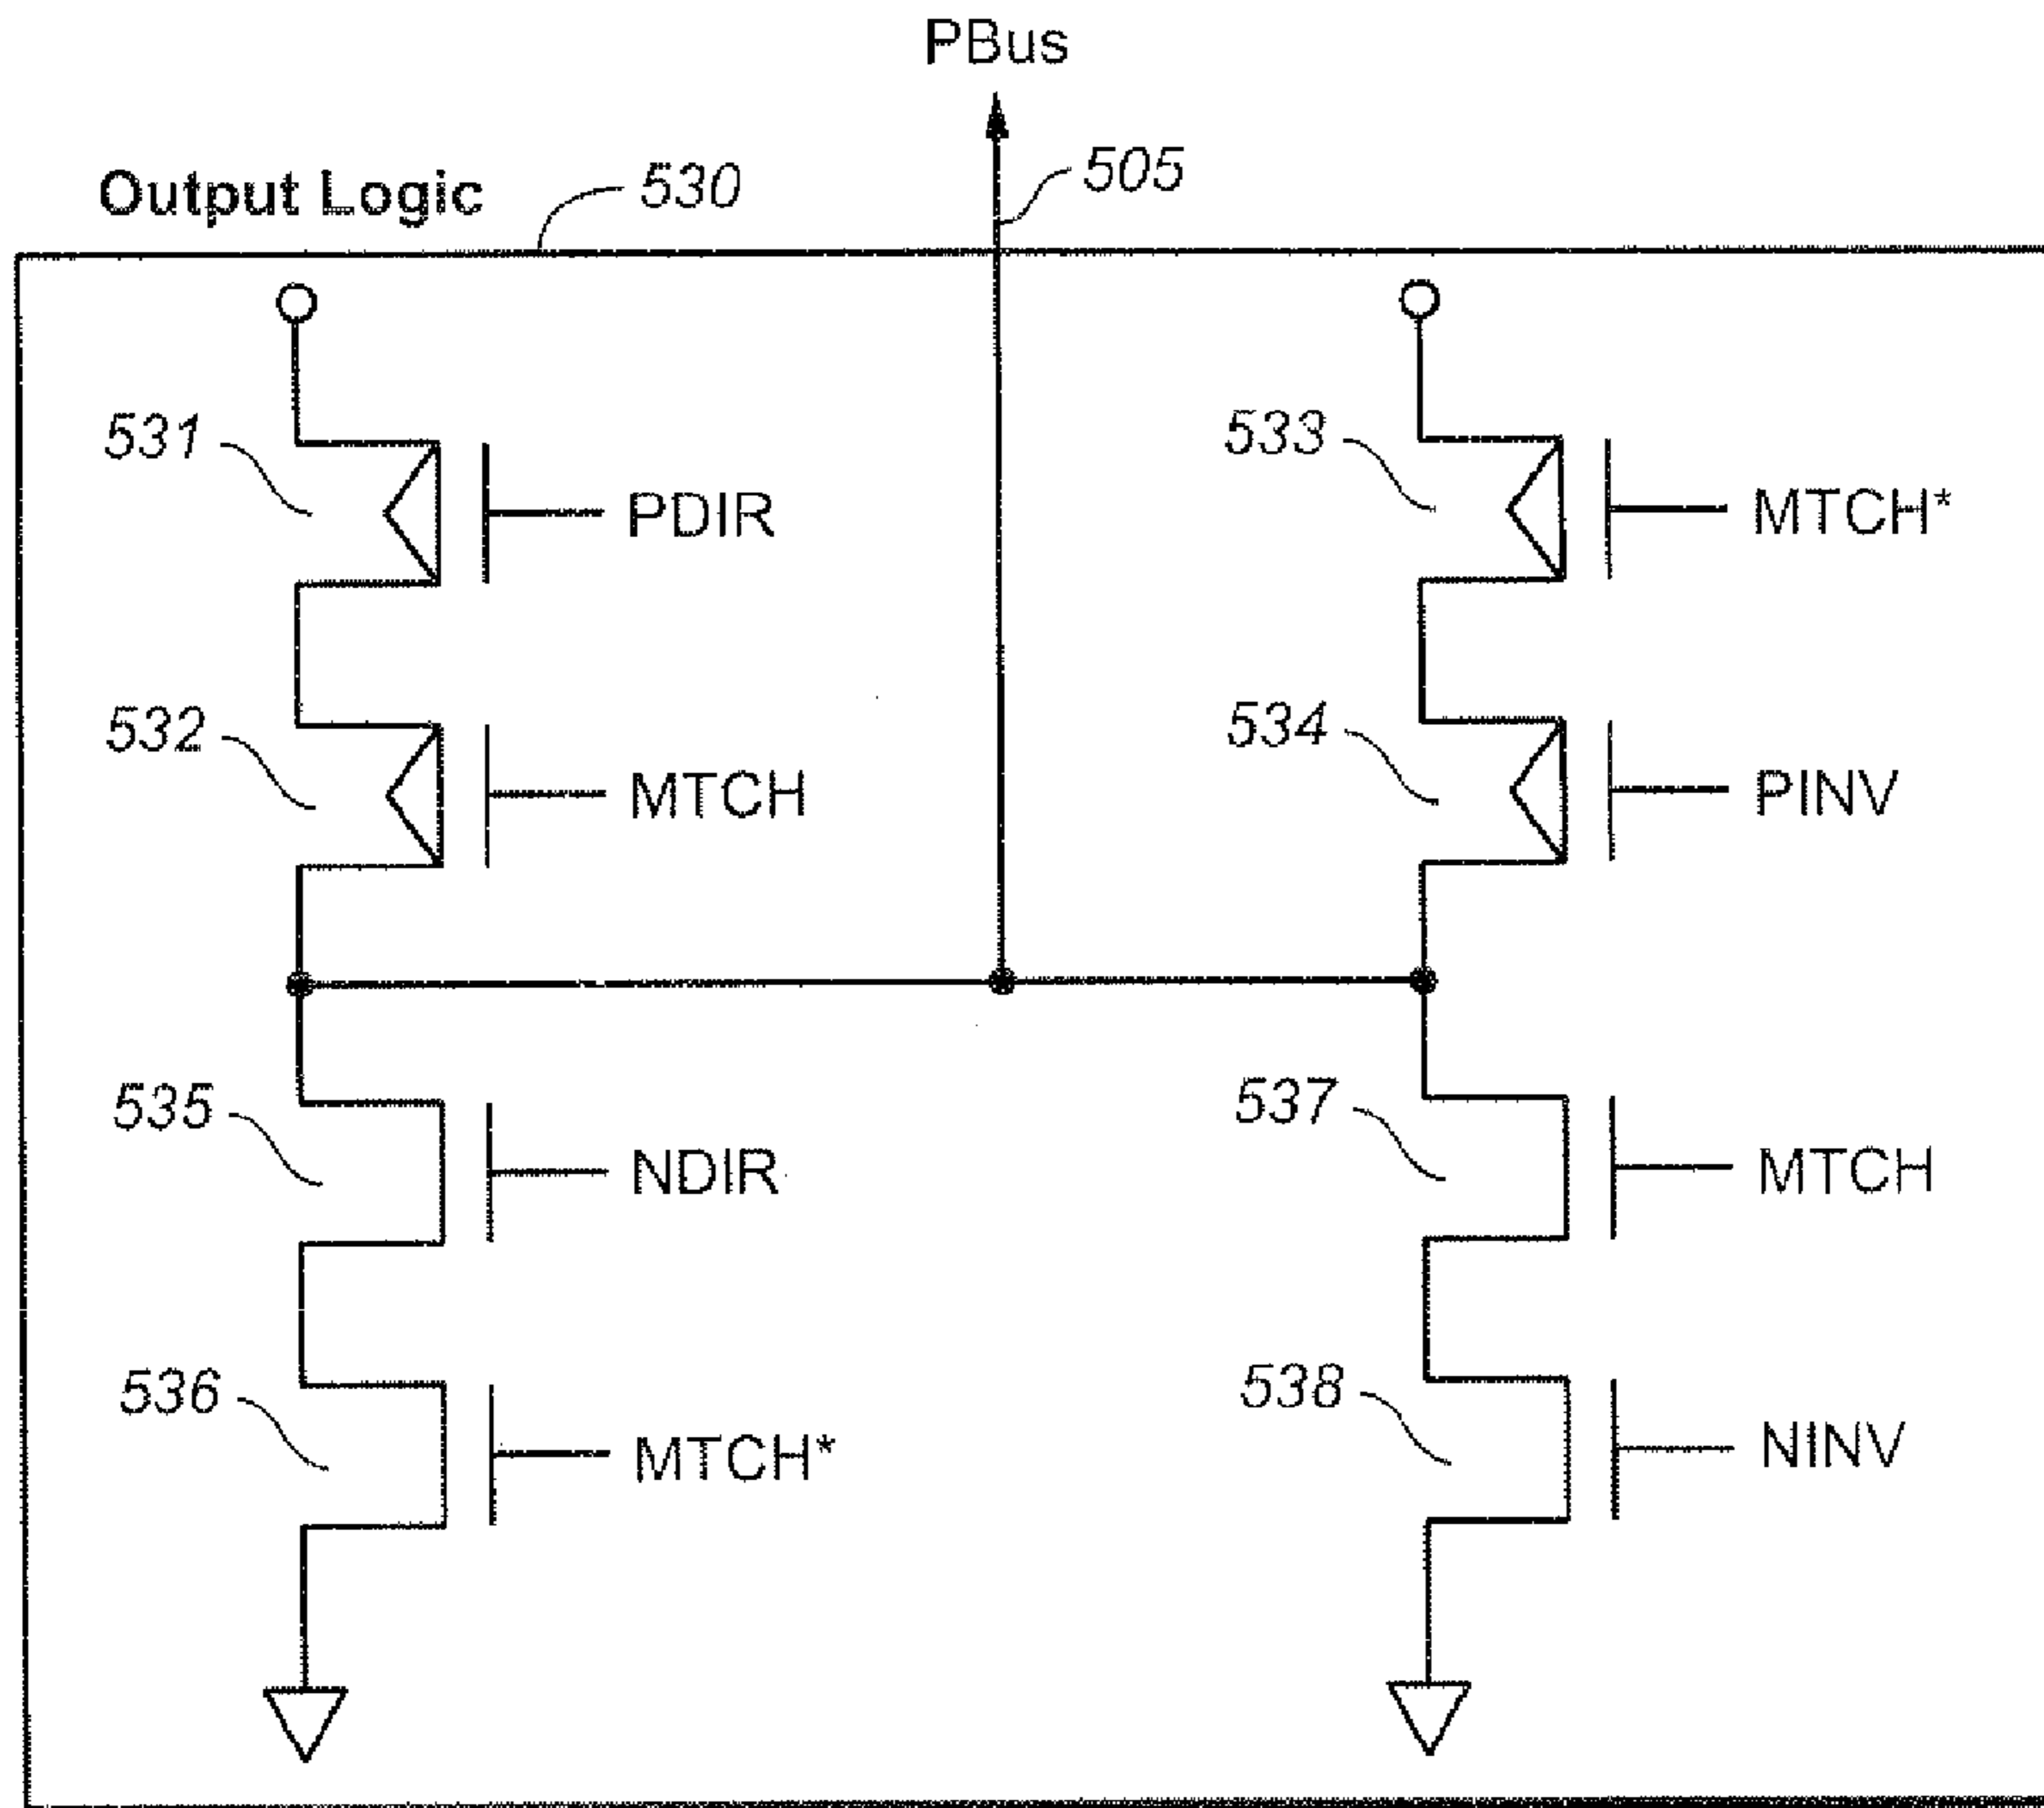 PBus
505
Output Logic
530
531
PDIR
533
MTCH*
532
MTCH
534
PINV
535
NDIR
537
MTCH
536
MTCH*
538
NINV